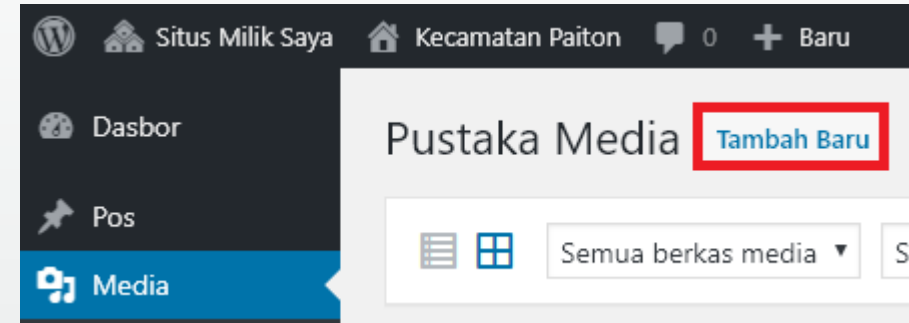 Situs Milik Saya Kecamatan Paiton 0 + Baru
Dasbor
Pustaka Media Tambah Baru
Pos
Semua berkas media S
Media